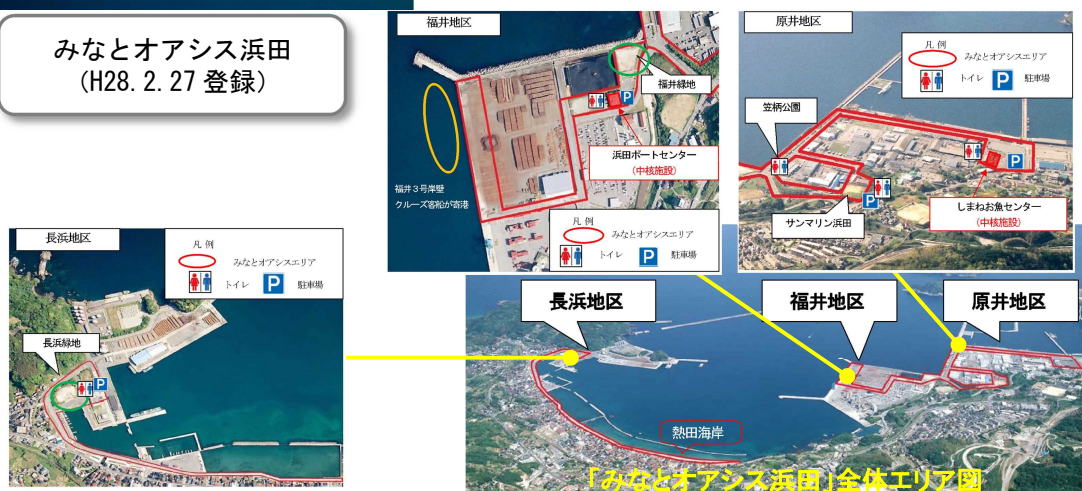 みなとオアシス浜田
(H28.2.27 登録)
福井地区
福井緑地
P
浜田ポートセンター
(中核施設)
福井3号岸壁
クルーズ客船が寄港
凡 例
みなとオアシスエリア
トイレ P 駐車場
原井地区
凡 例
みなとオアシスエリア
トイレ P 駐車場
笠柄公園
P
しまねお魚センター
(中核施設)
サンマリン浜田
P
長浜地区
凡 例
みなとオアシスエリア
トイレ P 駐車場
長浜緑地
P
長浜地区
福井地区
原井地区
熱田海岸
「みなとオアシス浜田」全体エリア図